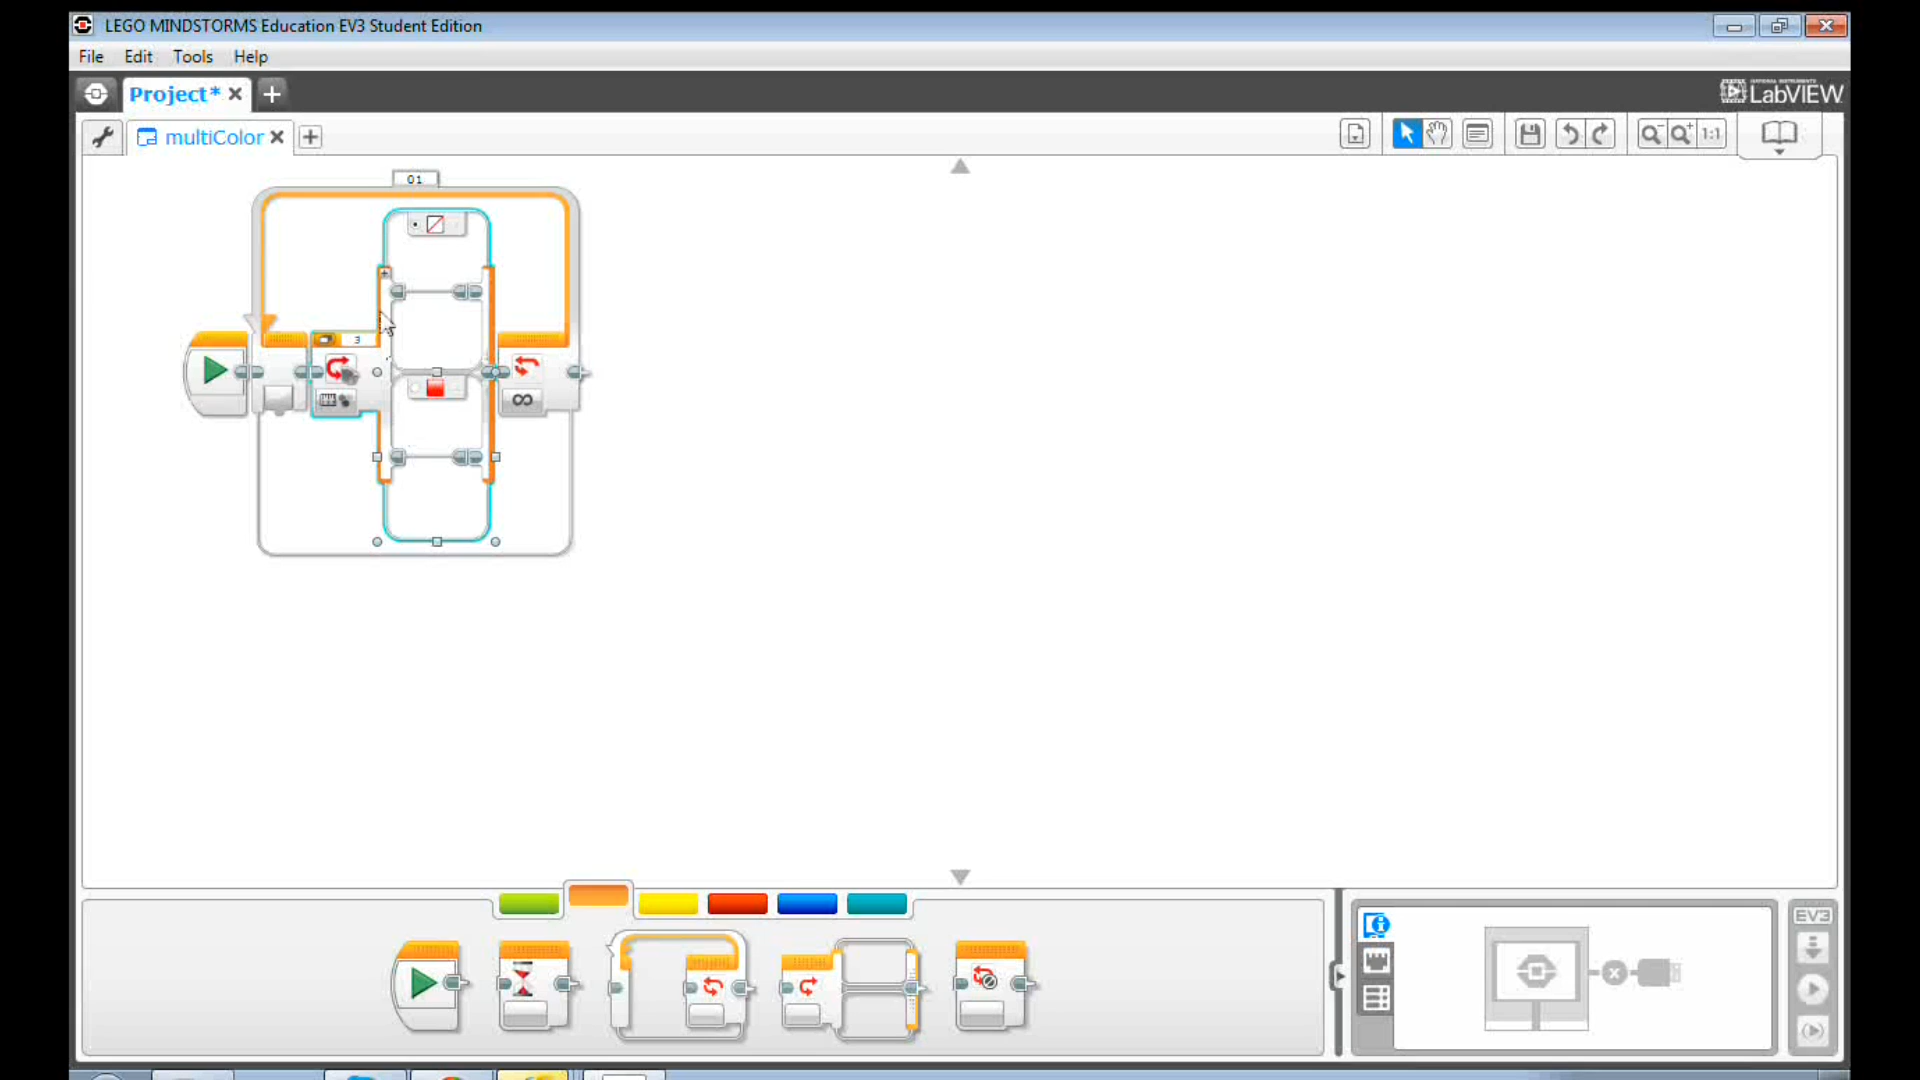 LEGO MINDSTORMS Education EV3 Student Edition
File Edit Tools Help
Project*
LabVIEW
multiColor
1:1
01
3
EV3